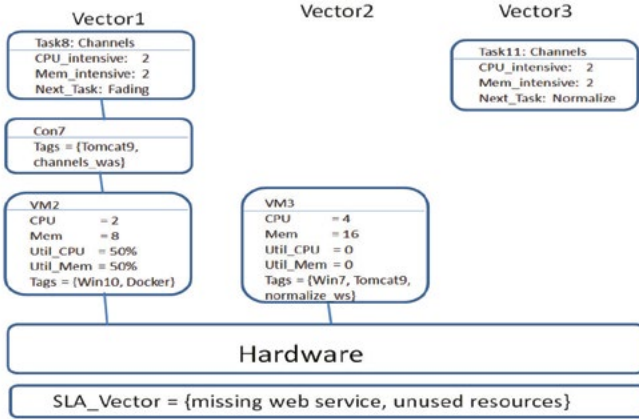 Vector1
Vector2
Vector3
Task8: Channels
CPU_intensive: 2
Mem_intensive: 2
Next_Task: Fading
Task11: Channels
CPU_intensive: 2
Mem_intensive: 2
Next_Task: Normalize
Con7
Tags = {Tomcat9,
channels_was}
VM2
CPU = 2
Mem = 8
Util_CPU = 50%
Util_Mem = 50%
Tags = {Win10, Docker}
VM3
CPU = 4
Mem = 16
Util_CPU = 0
Util_Mem = 0
Tags = {Win7, Tomcat9,
normalize_ws}
Hardware
SLA_Vector = {missing web service, unused resources}